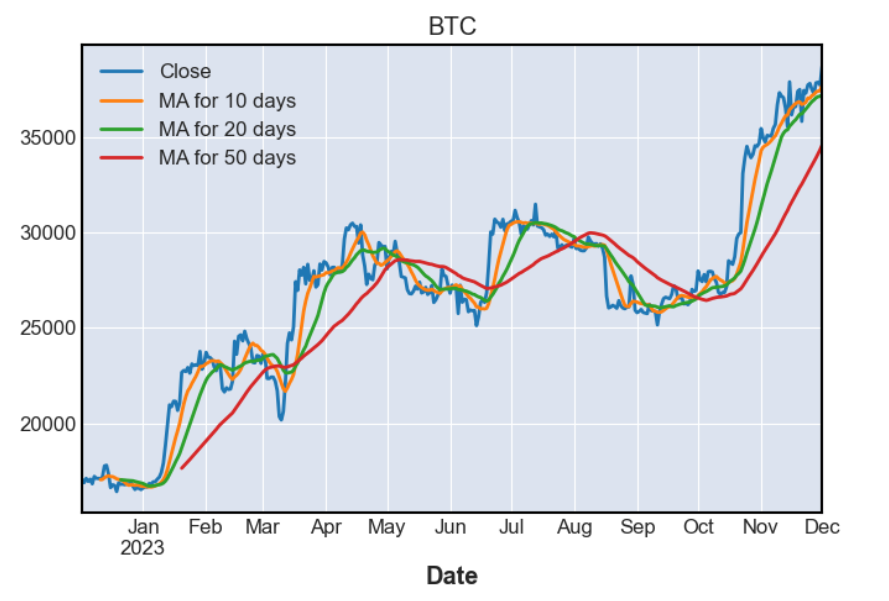 BTC
Close
MA for 10 days
MA for 20 days
MA for 50 days
35000
30000
25000
20000
Jan Feb Mar Apr May Jun Jul Aug Sep Oct Nov Dec
2023
Date